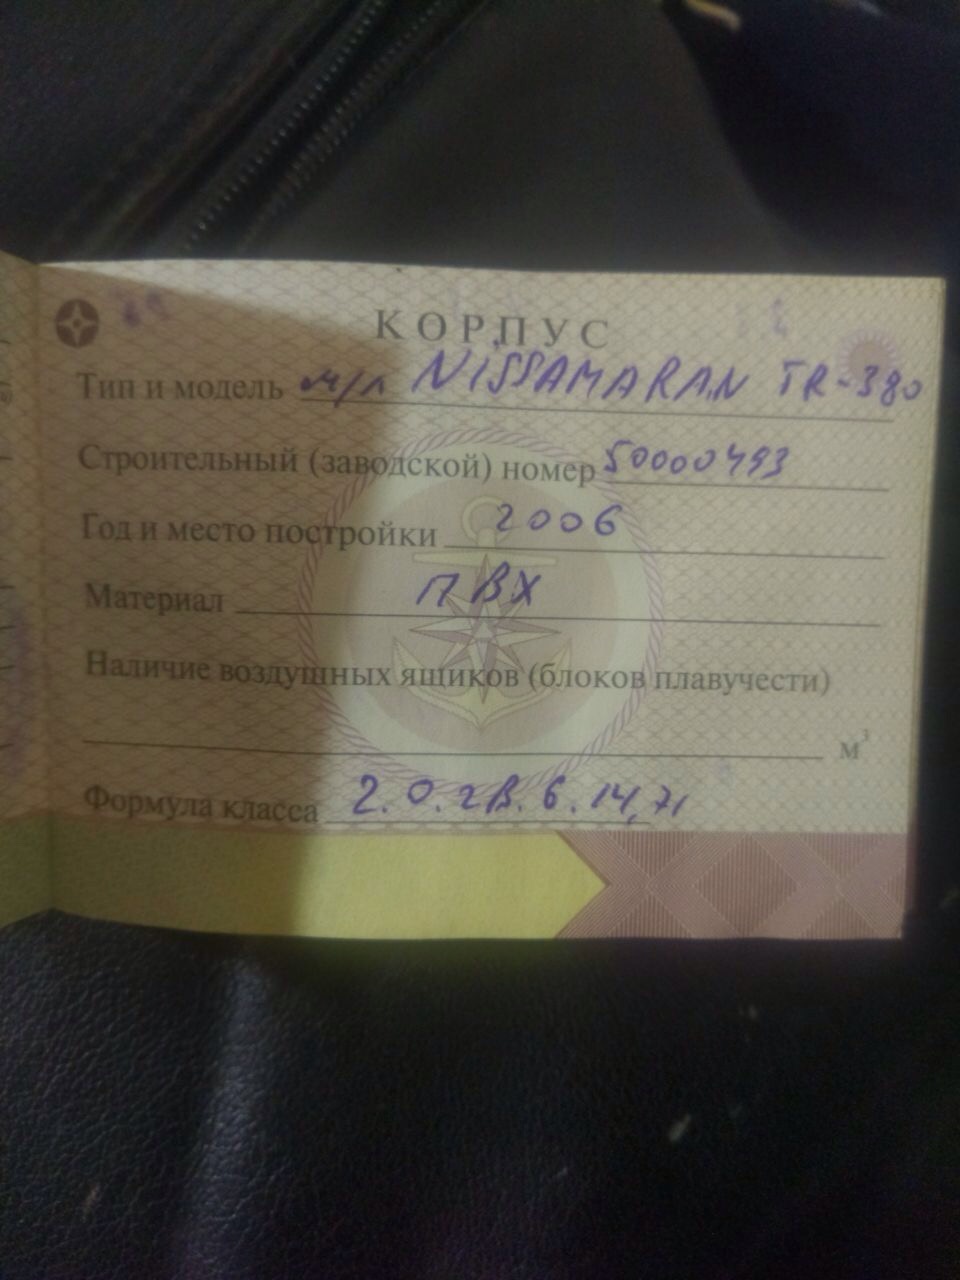 КОРПУС
Тип и модель м/л NISSAMARAN TR-380
Строительный (заводской) номер 50000493
Год и место постройки 2006
Материал ПВХ
Наличие воздушных ящиков (блоков плавучести)
м³
Формула класса 2.0.2В.6.14,71